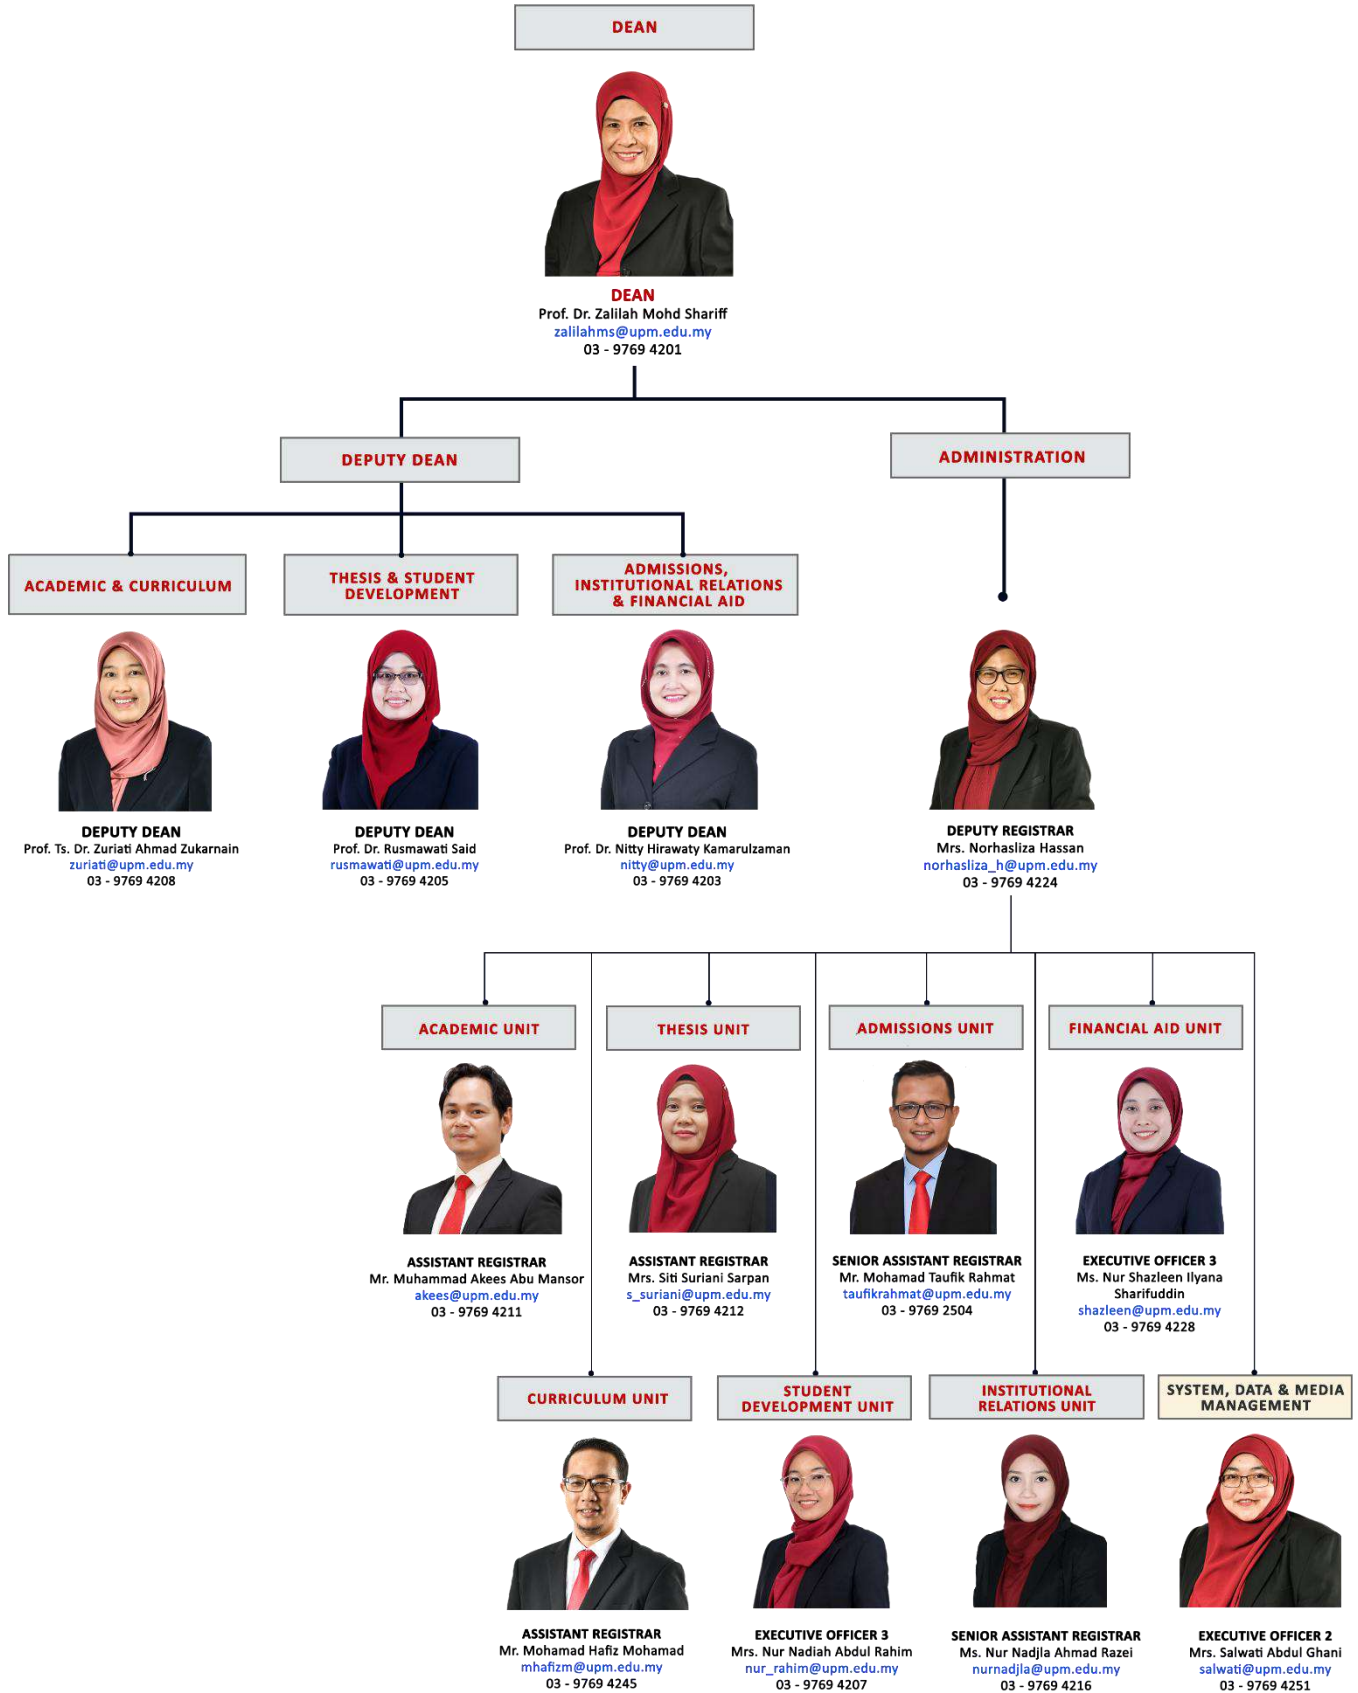 DEAN
DEAN
Prof. Dr. Zalilah Mohd Shariff
zalilahms@upm.edu.my
03 - 9769 4201
DEPUTY DEAN
ADMINISTRATION
ACADEMIC & CURRICULUM
THESIS & STUDENT
DEVELOPMENT
ADMISSIONS,
INSTITUTIONAL RELATIONS
& FINANCIAL AID
DEPUTY DEAN
Prof. Ts. Dr. Zuriati Ahmad Zukarnain
zuriati@upm.edu.my
03 - 9769 4208
DEPUTY DEAN
Prof. Dr. Rusmawati Said
rusmawati@upm.edu.my
03 - 9769 4205
DEPUTY DEAN
Prof. Dr. Nitty Hirawaty Kamarulzaman
nitty@upm.edu.my
03 - 9769 4203
DEPUTY REGISTRAR
Mrs. Norhasliza Hassan
norhasliza_h@upm.edu.my
03 - 9769 4224
ACADEMIC UNIT
THESIS UNIT
ADMISSIONS UNIT
FINANCIAL AID UNIT
ASSISTANT REGISTRAR
Mr. Muhammad Akees Abu Mansor
akees@upm.edu.my
03 - 9769 4211
ASSISTANT REGISTRAR
Mrs. Siti Suriani Sarpan
s_suriani@upm.edu.my
03 - 9769 4212
SENIOR ASSISTANT REGISTRAR
Mr. Mohamad Taufik Rahmat
taufikrahmat@upm.edu.my
03 - 9769 2504
EXECUTIVE OFFICER 3
Ms. Nur Shazleen Ilyana
Sharifuddin
shazleen@upm.edu.my
03 - 9769 4228
CURRICULUM UNIT
STUDENT
DEVELOPMENT UNIT
INSTITUTIONAL
RELATIONS UNIT
SYSTEM, DATA & MEDIA
MANAGEMENT
ASSISTANT REGISTRAR
Mr. Mohamad Hafiz Mohamad
mhafizm@upm.edu.my
03 - 9769 4245
EXECUTIVE OFFICER 3
Mrs. Nur Nadiah Abdul Rahim
nur_rahim@upm.edu.my
03 - 9769 4207
SENIOR ASSISTANT REGISTRAR
Ms. Nur Nadjla Ahmad Razei
nurnadjla@upm.edu.my
03 - 9769 4216
EXECUTIVE OFFICER 2
Mrs. Salwati Abdul Ghani
salwati@upm.edu.my
03 - 9769 4251